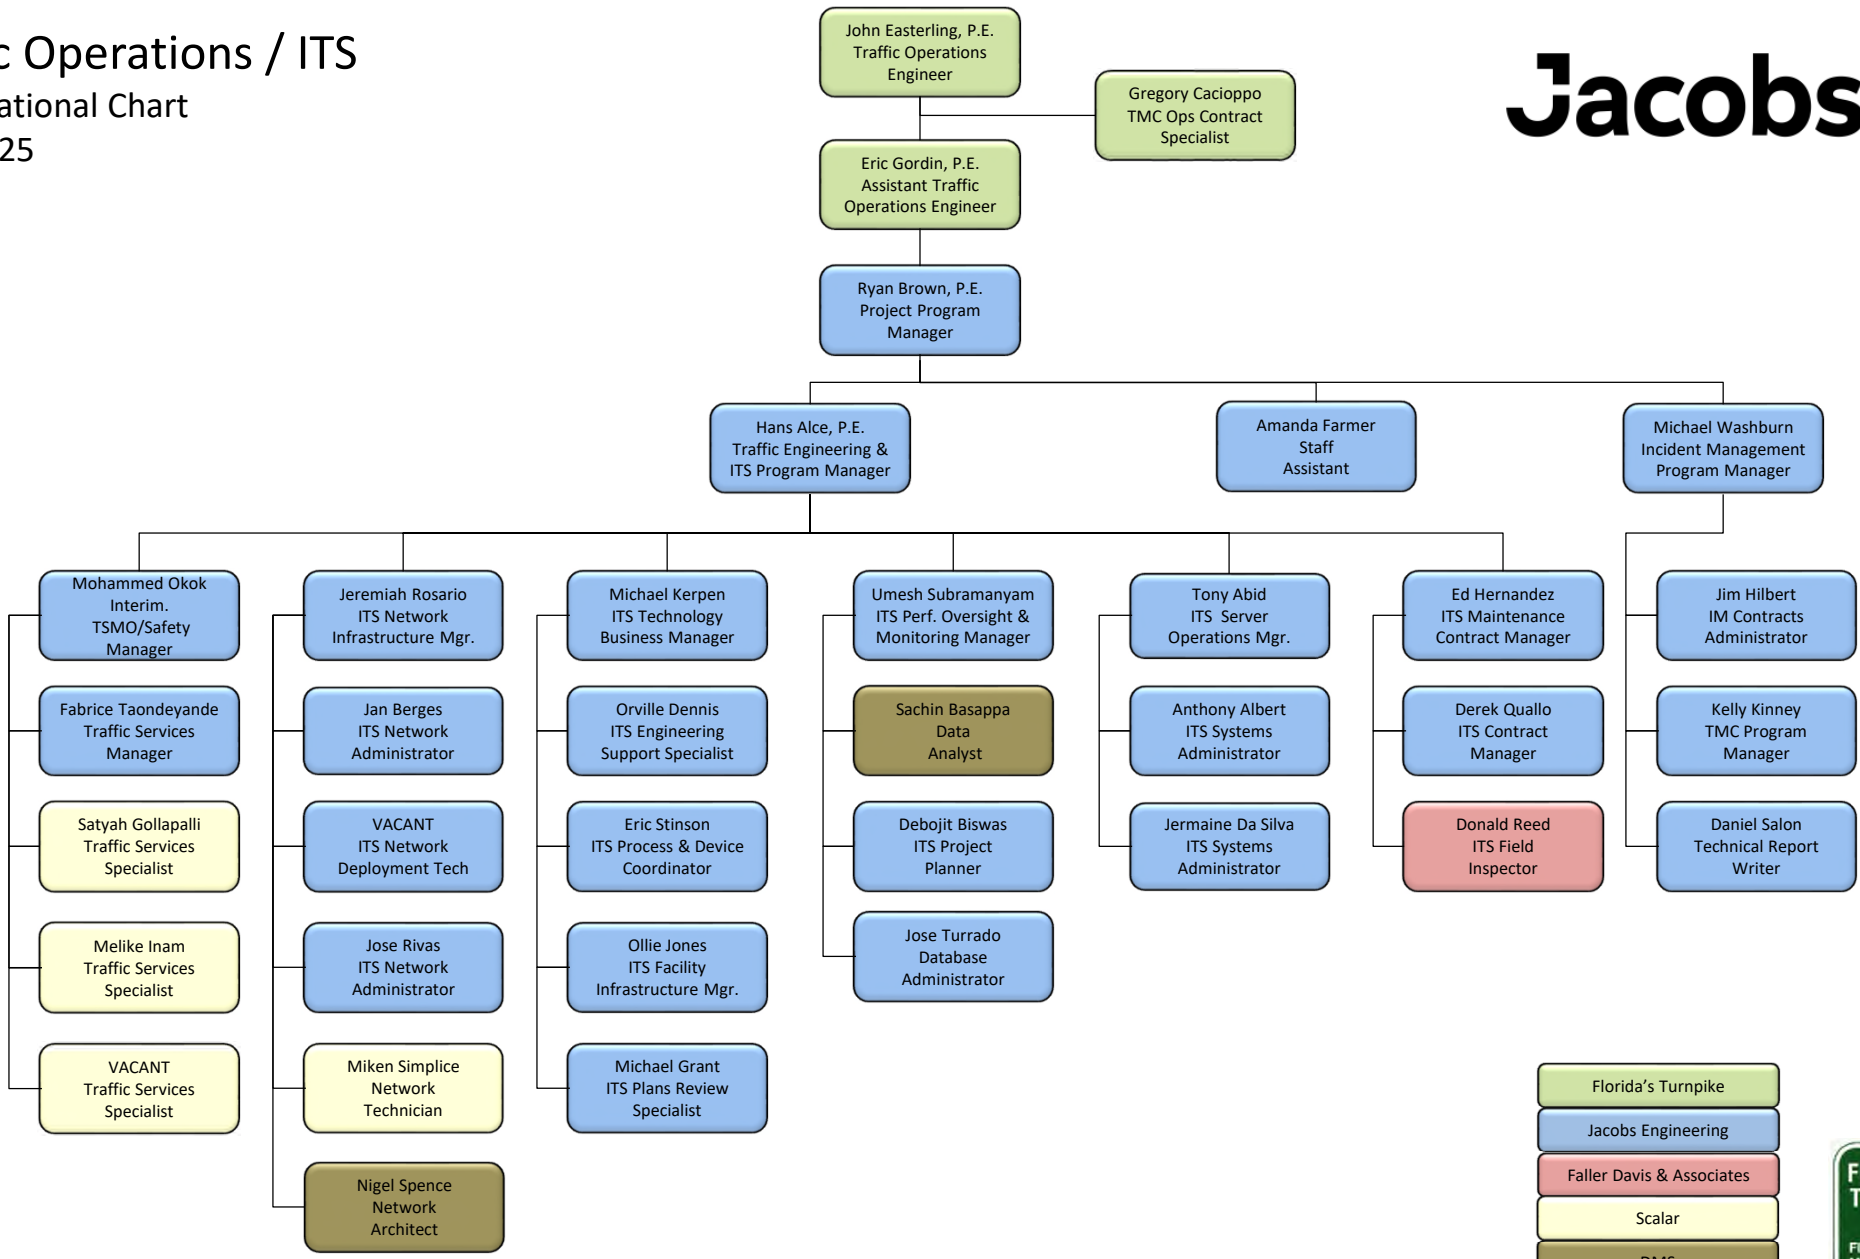 c Operations / ITS
ational Chart
25
Jacobs
John Easterling, P.E.
Traffic Operations
Engineer
Gregory Cacioppo
TMC Ops Contract
Specialist
Eric Gordin, P.E.
Assistant Traffic
Operations Engineer
Ryan Brown, P.E.
Project Program
Manager
Hans Alce, P.E.
Traffic Engineering &
ITS Program Manager
Amanda Farmer
Staff
Assistant
Michael Washburn
Incident Management
Program Manager
Mohammed Okok
Interim.
TSMO/Safety
Manager
Jeremiah Rosario
ITS Network
Infrastructure Mgr.
Michael Kerpen
ITS Technology
Business Manager
Umesh Subramanyam
ITS Perf. Oversight &
Monitoring Manager
Tony Abid
ITS Server
Operations Mgr.
Ed Hernandez
ITS Maintenance
Contract Manager
Jim Hilbert
IM Contracts
Administrator
Fabrice Taondeyande
Traffic Services
Manager
Jan Berges
ITS Network
Administrator
Orville Dennis
ITS Engineering
Support Specialist
Sachin Basappa
Data
Analyst
Anthony Albert
ITS Systems
Administrator
Derek Quallo
ITS Contract
Manager
Kelly Kinney
TMC Program
Manager
Satyah Gollapalli
Traffic Services
Specialist
VACANT
ITS Network
Deployment Tech
Eric Stinson
ITS Process & Device
Coordinator
Debojit Biswas
ITS Project
Planner
Jermaine Da Silva
ITS Systems
Administrator
Donald Reed
ITS Field
Inspector
Daniel Salon
Technical Report
Writer
Melike Inam
Traffic Services
Specialist
Jose Rivas
ITS Network
Administrator
Ollie Jones
ITS Facility
Infrastructure Mgr.
Jose Turrado
Database
Administrator
VACANT
Traffic Services
Specialist
Miken Simplice
Network
Technician
Michael Grant
ITS Plans Review
Specialist
Nigel Spence
Network
Architect
Florida's Turnpike
Jacobs Engineering
Faller Davis & Associates
Scalar